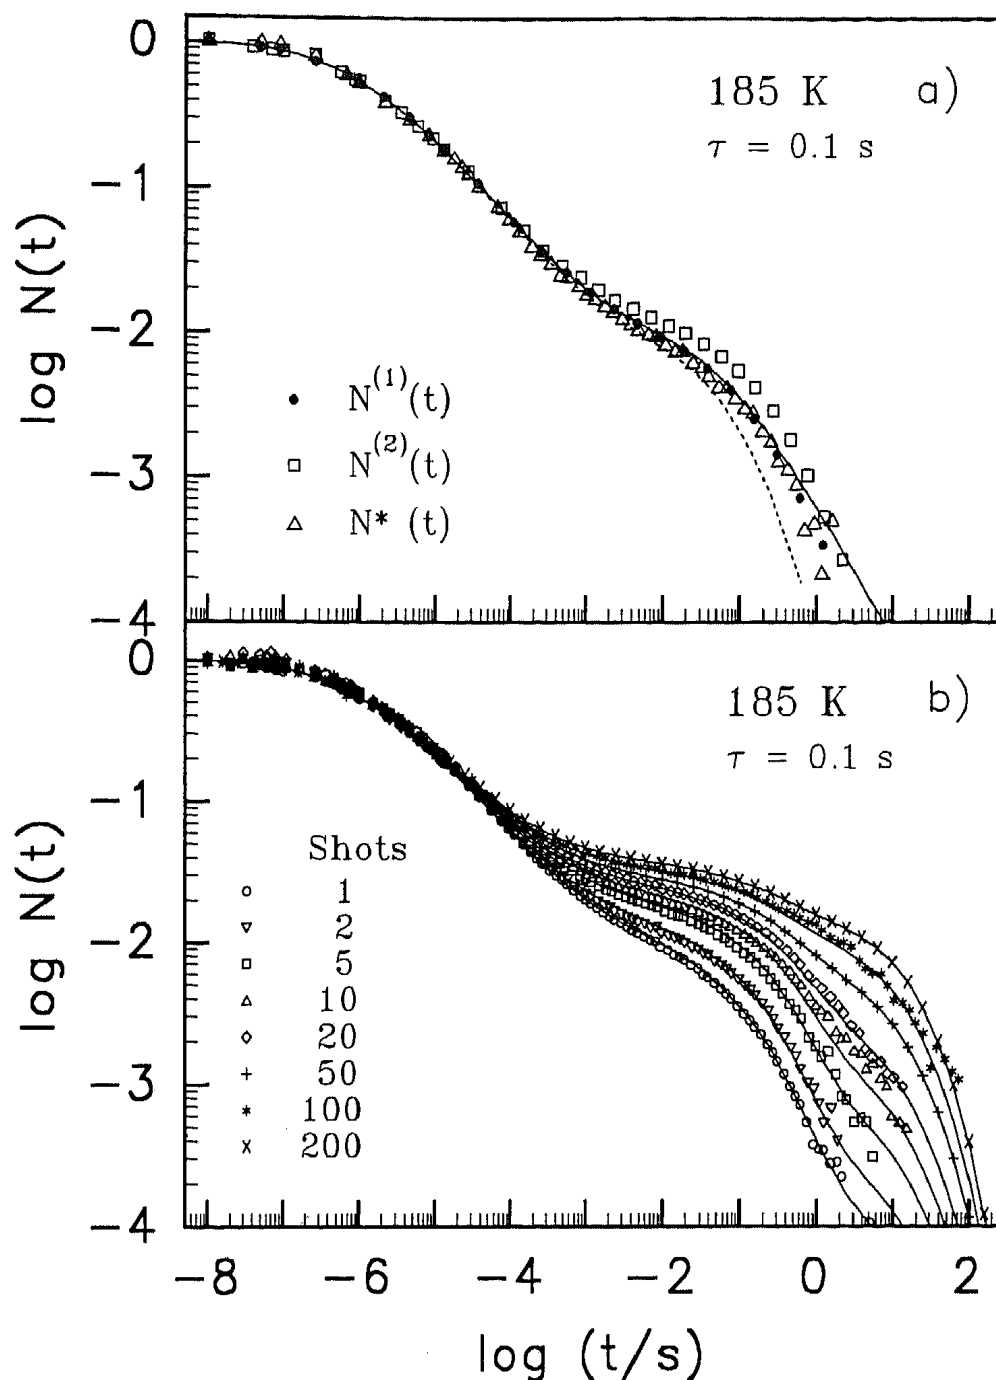 0
−1
−2
−3
−4
log N(t)
185 K a)
τ = 0.1 s
N(1)(t)
N(2)(t)
N* (t)
0
−1
−2
−3
−4
log N(t)
185 K b)
τ = 0.1 s
Shots
1
2
5
10
20
50
100
200
−8 −6 −4 −2 0 2
log (t/s)